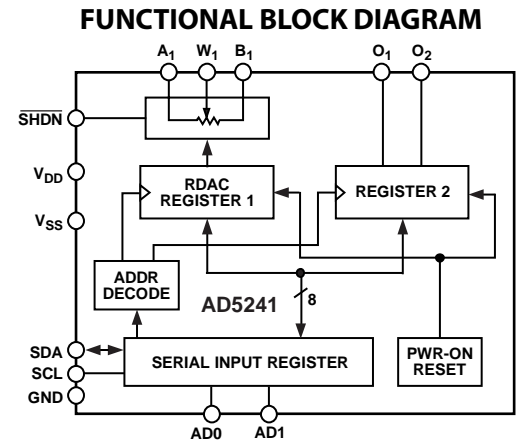 FUNCTIONAL BLOCK DIAGRAM
A1 W1 B1 O1 O2
SHDN
VDD
VSS
RDAC
REGISTER 1
REGISTER 2
ADDR
DECODE
AD5241
8
SDA
SCL
GND
SERIAL INPUT REGISTER
PWR-ON
RESET
AD0 AD1